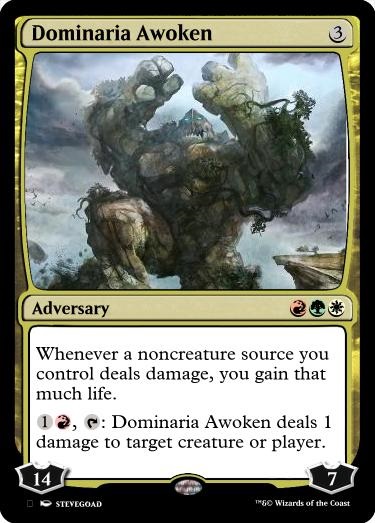 Dominaria Awoken 3
Adversary
Whenever a noncreature source you
control deals damage, you gain that
much life.
1 , : Dominaria Awoken deals 1
damage to target creature or player.
14 7
STEVEGOAD ™&© Wizards of the Coast